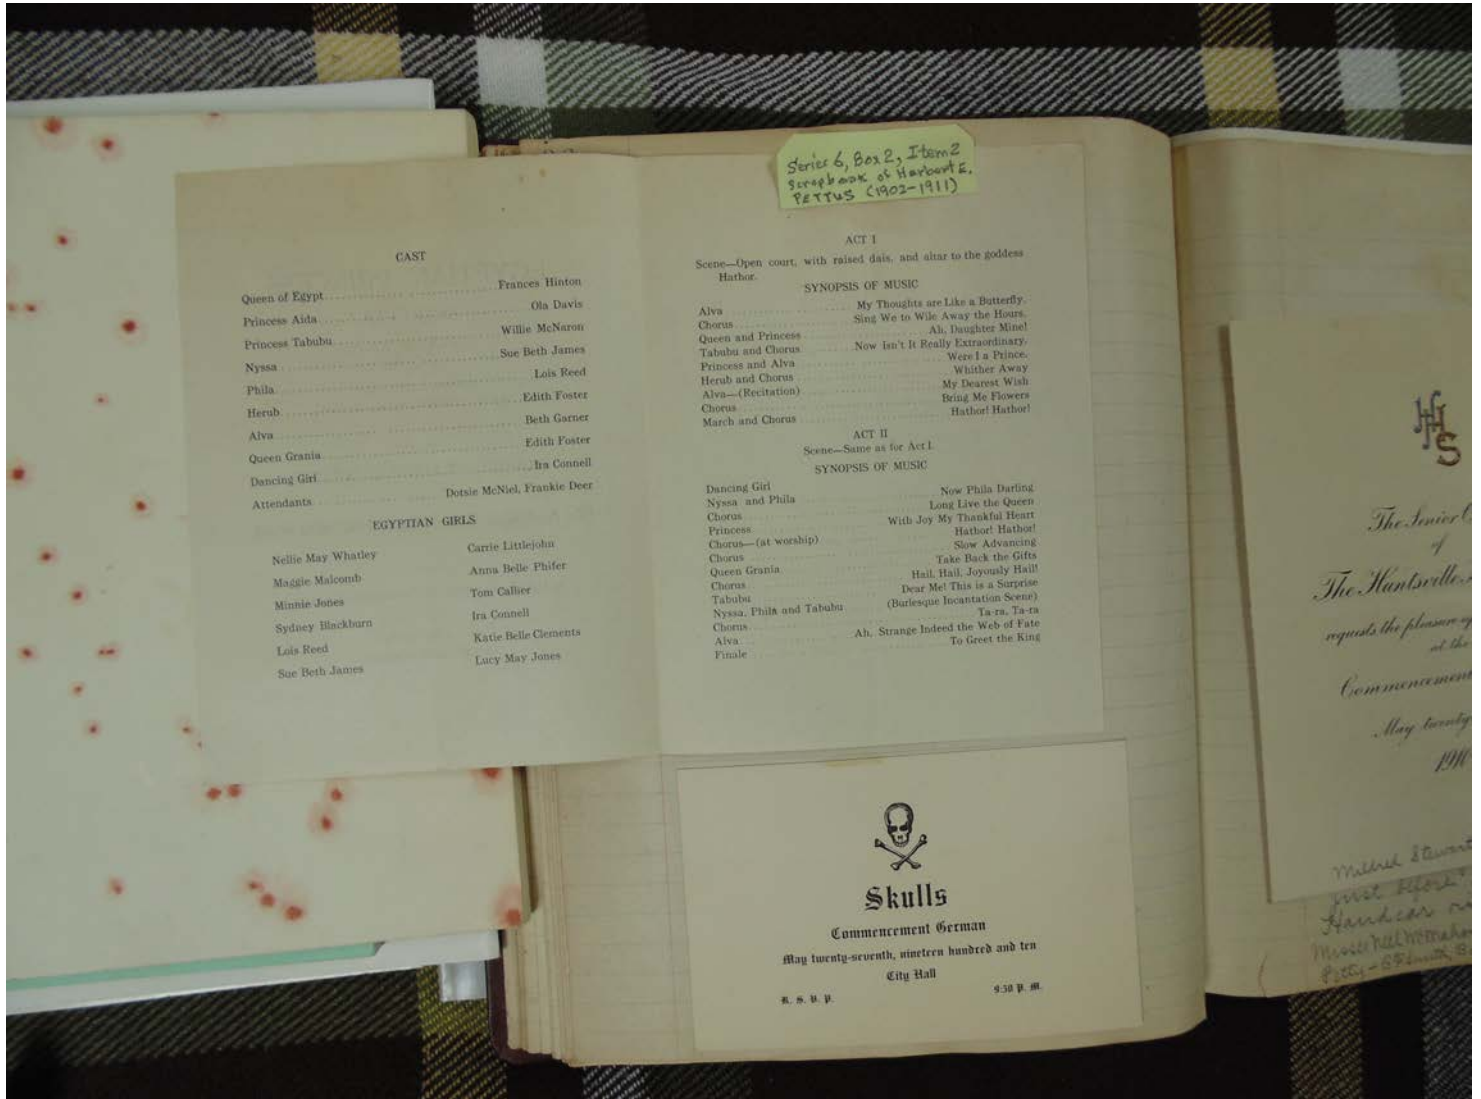 Series 6, Box 2, Item 2
Scrapbook of Harbert E.
PETTUS (1902-1911)
CAST
Queen of Egypt Frances Hinton
Princess Aida Ola Davis
Princess Tabubu Willie McNaron
Nyssa Sue Beth James
Phila Lois Reed
Herub Edith Foster
Alva Beth Garner
Queen Grania Edith Foster
Dancing Girl Ira Connell
Attendants Dotsie McNiel, Frankie Deer
EGYPTIAN GIRLS
Nellie May Whatley Carrie Littlejohn
Maggie Malcomb Anna Belle Phifer
Minnie Jones Tom Callier
Sydney Blackburn Ira Connell
Lois Reed Katie Belle Clements
Sue Beth James Lucy May Jones
ACT I
Scene—Open court, with raised dais, and altar to the goddess
Hathor.
SYNOPSIS OF MUSIC
Alva My Thoughts are Like a Butterfly.
Chorus Sing We to Wile Away the Hours.
Queen and Princess Ah, Daughter Mine!
Tabubu and Chorus Now Isn't It Really Extraordinary.
Princess and Alva Were I a Prince.
Herub and Chorus Whither Away
Alva—(Recitation) My Dearest Wish
Chorus Bring Me Flowers
March and Chorus Hathor! Hathor!
ACT II
Scene—Same as for Act I.
SYNOPSIS OF MUSIC
Dancing Girl
Nyssa and Phila Now Phila Darling
Chorus Long Live the Queen
Princess With Joy My Thankful Heart
Chorus—(at worship) Hathor! Hathor!
Chorus Slow Advancing
Queen Grania Take Back the Gifts
Chorus Hail, Hail, Joyously Hail!
Tabubu Dear Me! This is a Surprise
Nyssa, Phila and Tabubu (Burlesque Incantation Scene)
Chorus Ta-ra, Ta-ra
Alva Ah, Strange Indeed the Web of Fate
Finale To Greet the King
Skulls
Commencement German
May twenty-seventh, nineteen hundred and ten
City Hall
R. S. V. P. 9:30 P. M.
HHS
The Senior
of
The Huntsville
requests the pleasure
at the
Commencement
May twenty
1910
Mildred Stewart
just before
Handcar